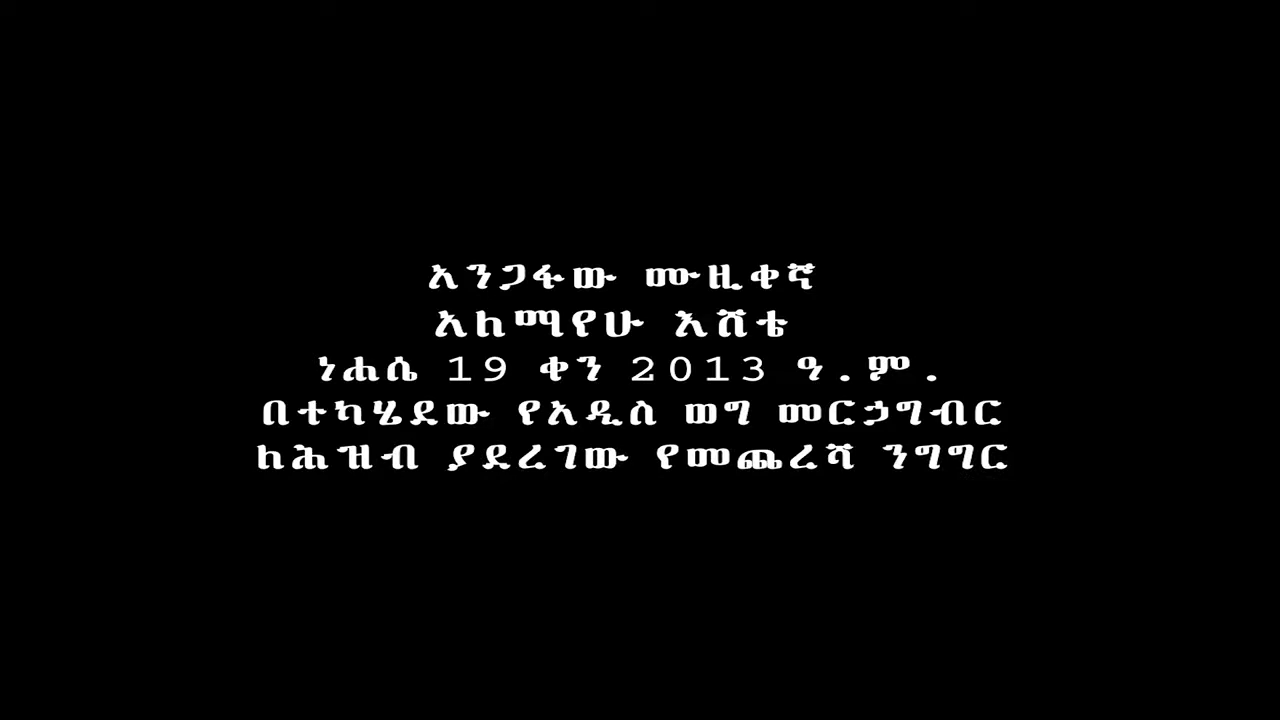 አንጋፋው ሙዚቀኛ
አለማየሁ እሸቴ
ነሐሴ 19 ቀን 2013 ዓ.ም.
በተካሄደው የአዲስ ወግ መርኃግብር
ለሕዝብ ያደረገው የመጨረሻ ንግግር